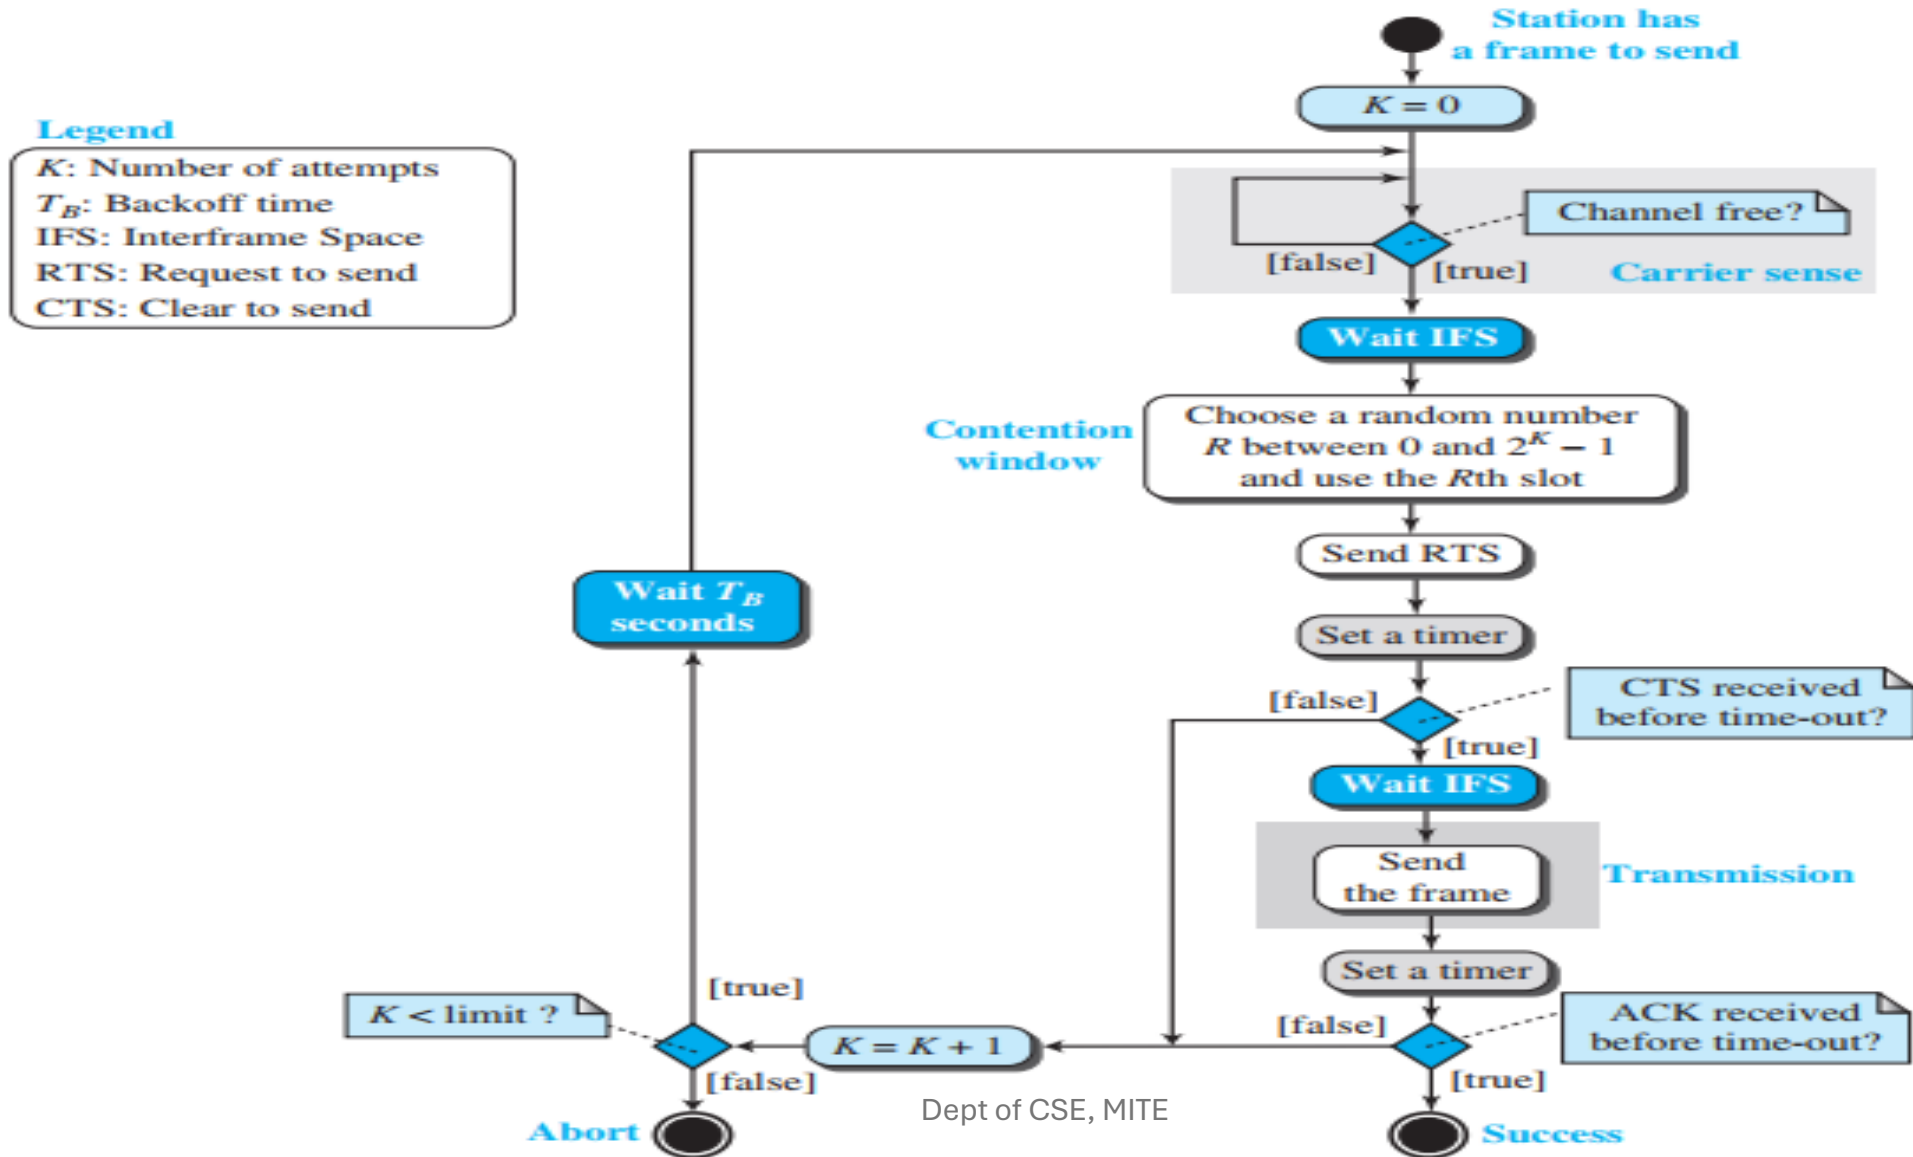 Station has
a frame to send
K = 0
Legend
K: Number of attempts
T_B: Backoff time
IFS: Interframe Space
RTS: Request to send
CTS: Clear to send
Channel free?
[false]
[true]
Carrier sense
Wait IFS
Contention
window
Choose a random number
R between 0 and 2^K − 1
and use the Rth slot
Send RTS
Wait T_B
seconds
Set a timer
[false]
CTS received
before time-out?
[true]
Wait IFS
Send
the frame
Transmission
Set a timer
[true]
K < limit ?
K = K + 1
[false]
ACK received
before time-out?
[false]
[true]
Dept of CSE, MITE
Abort
Success